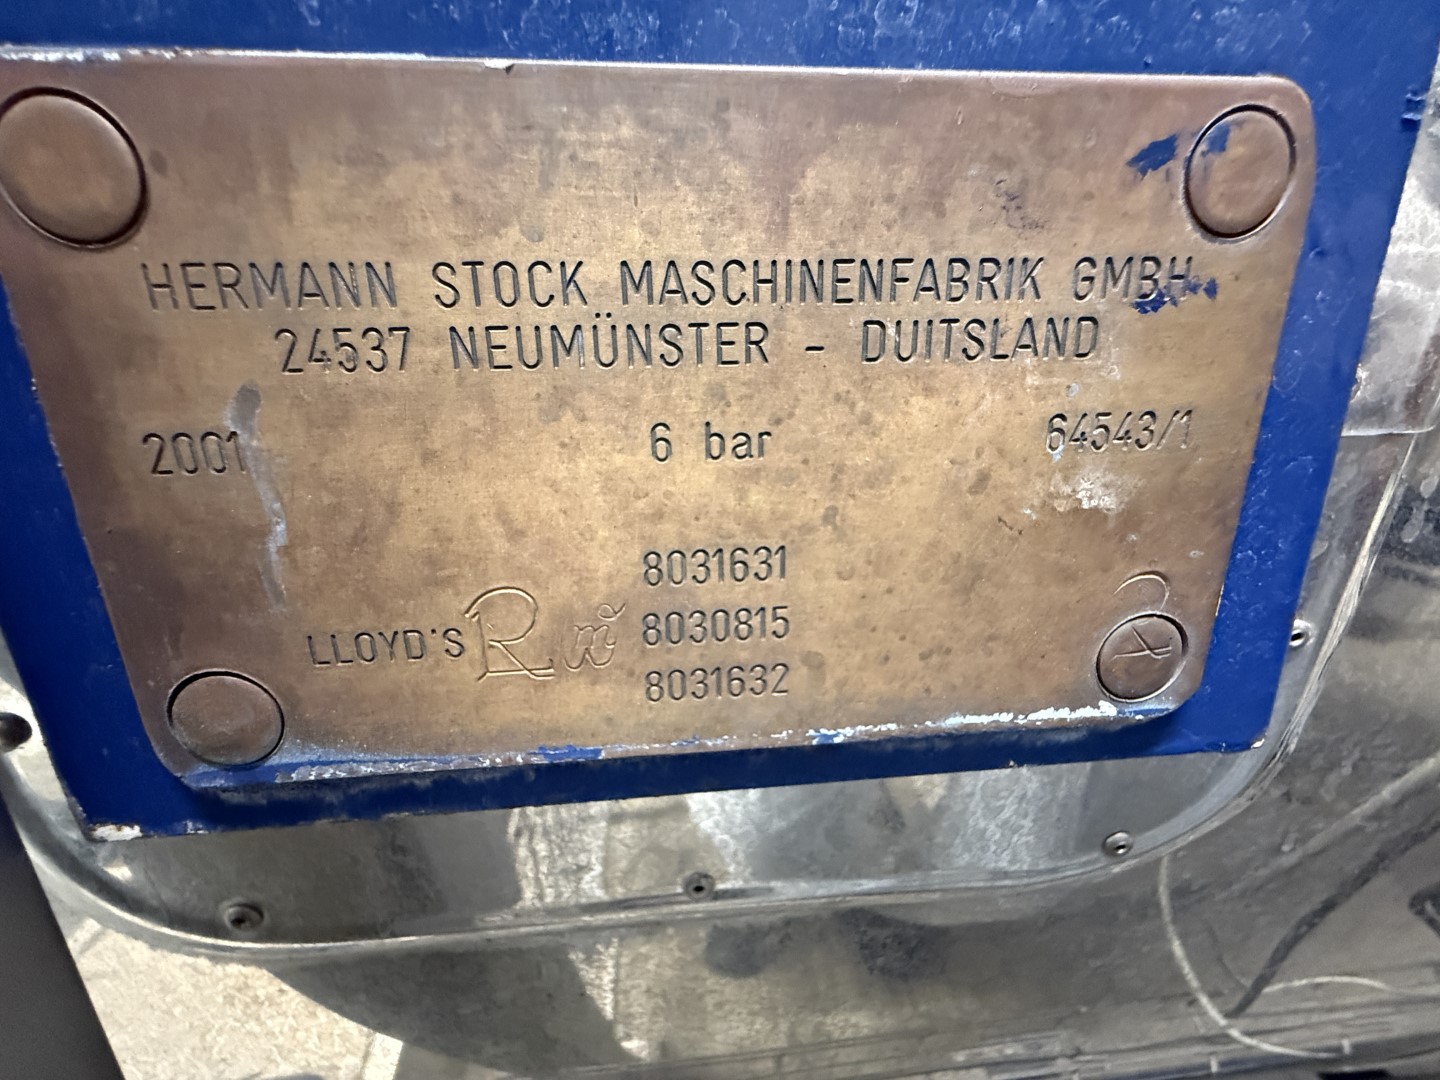 HERMANN STOCK MASCHINENFABRIK GMBH
24537 NEUMÜNSTER - DUITSLAND
2001 6 bar 64543/1
8031631
LLOYD'S 8030815
8031632